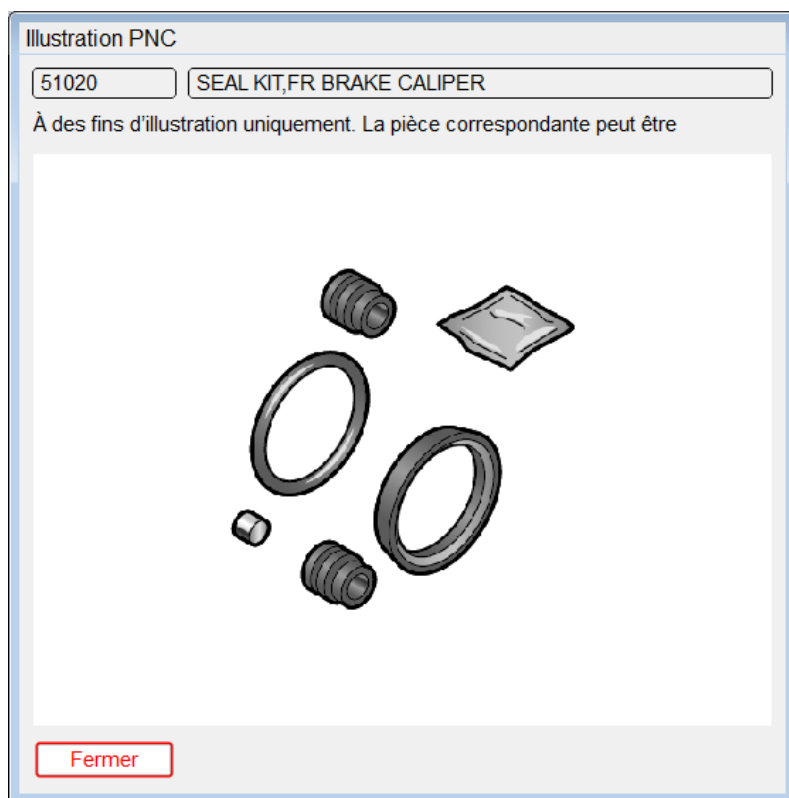 Illustration PNC
51020 SEAL KIT,FR BRAKE CALIPER
À des fins d'illustration uniquement. La pièce correspondante peut être
Fermer